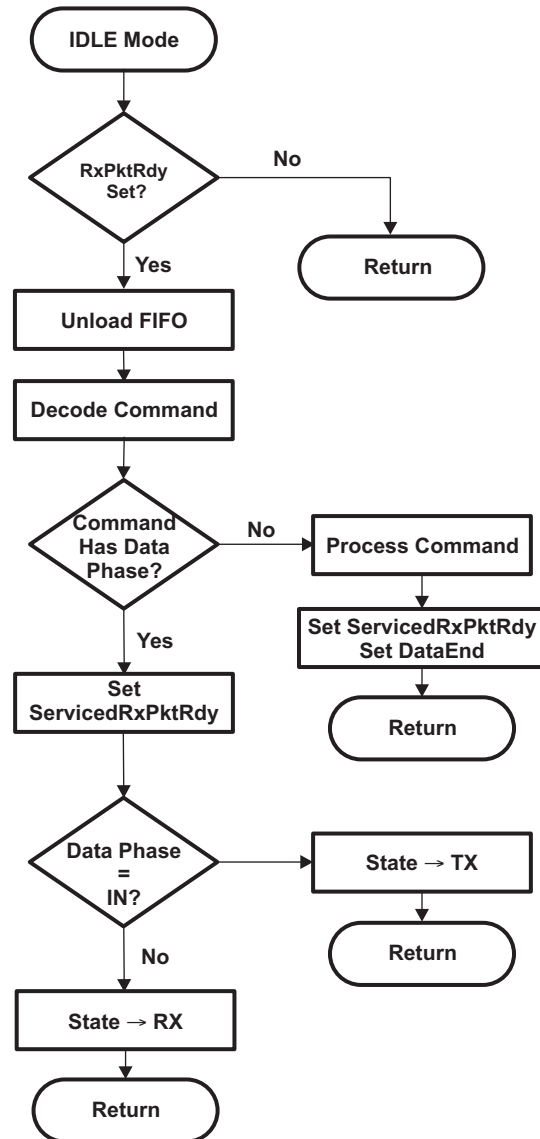 IDLE Mode
RxPktRdy
Set?
No
Return
Yes
Unload FIFO
Decode Command
Command
Has Data
Phase?
No
Process Command
Set ServicedRxPktRdy
Set DataEnd
Return
Yes
Set
ServicedRxPktRdy
Data Phase
=
IN?
State → TX
Return
No
State → RX
Return